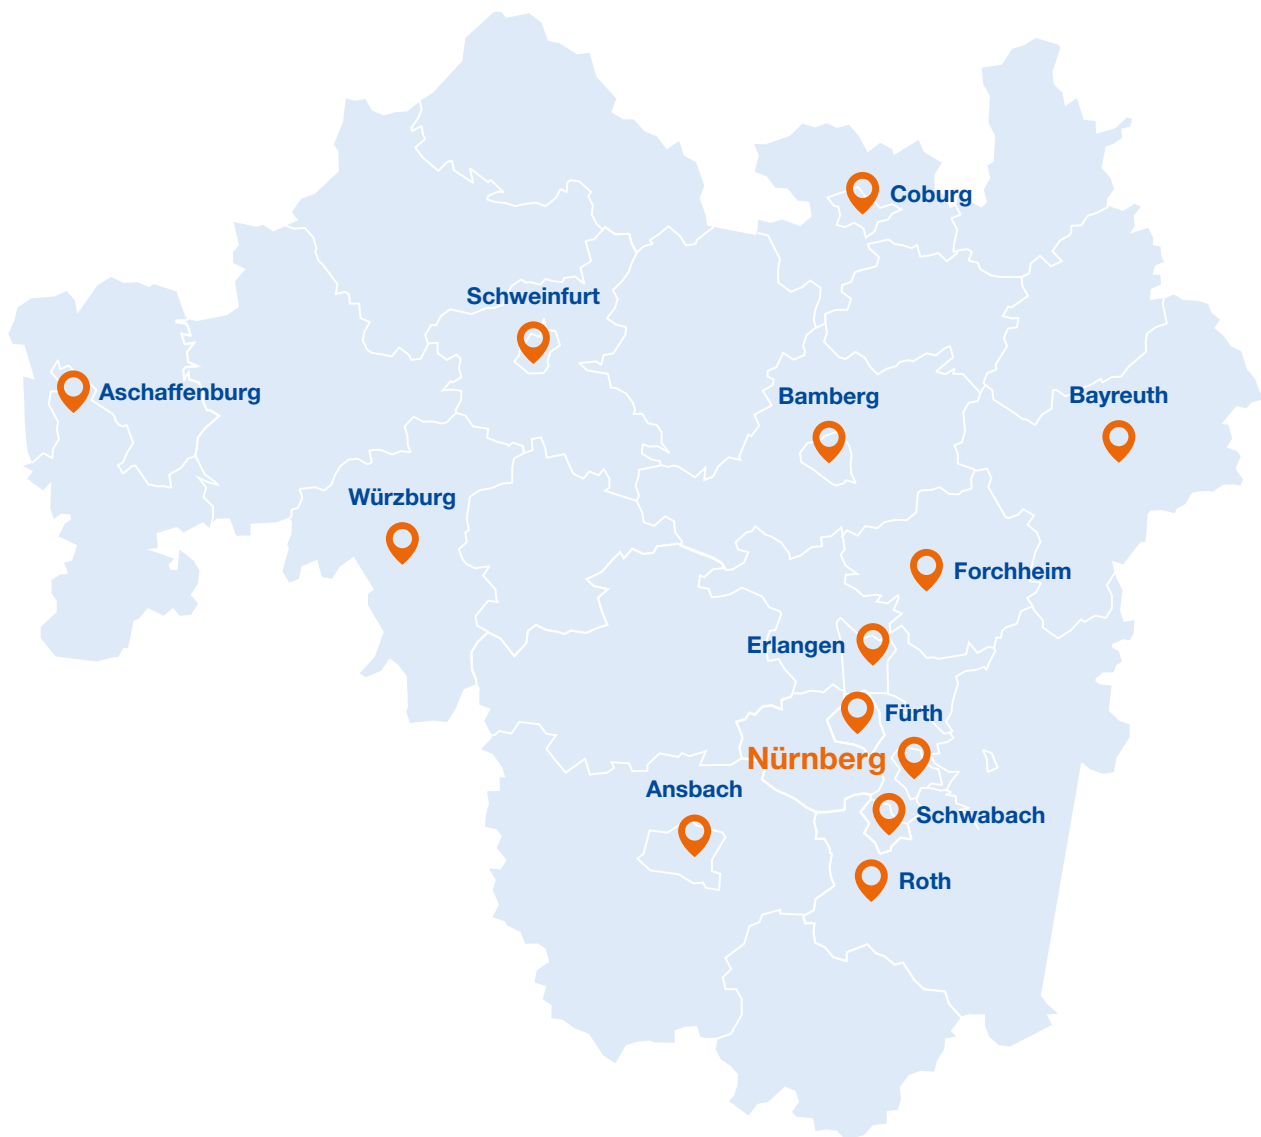 Coburg
Schweinfurt
Aschaffenburg
Bamberg
Bayreuth
Würzburg
Forchheim
Erlangen
Fürth
Nürnberg
Ansbach
Schwabach
Roth